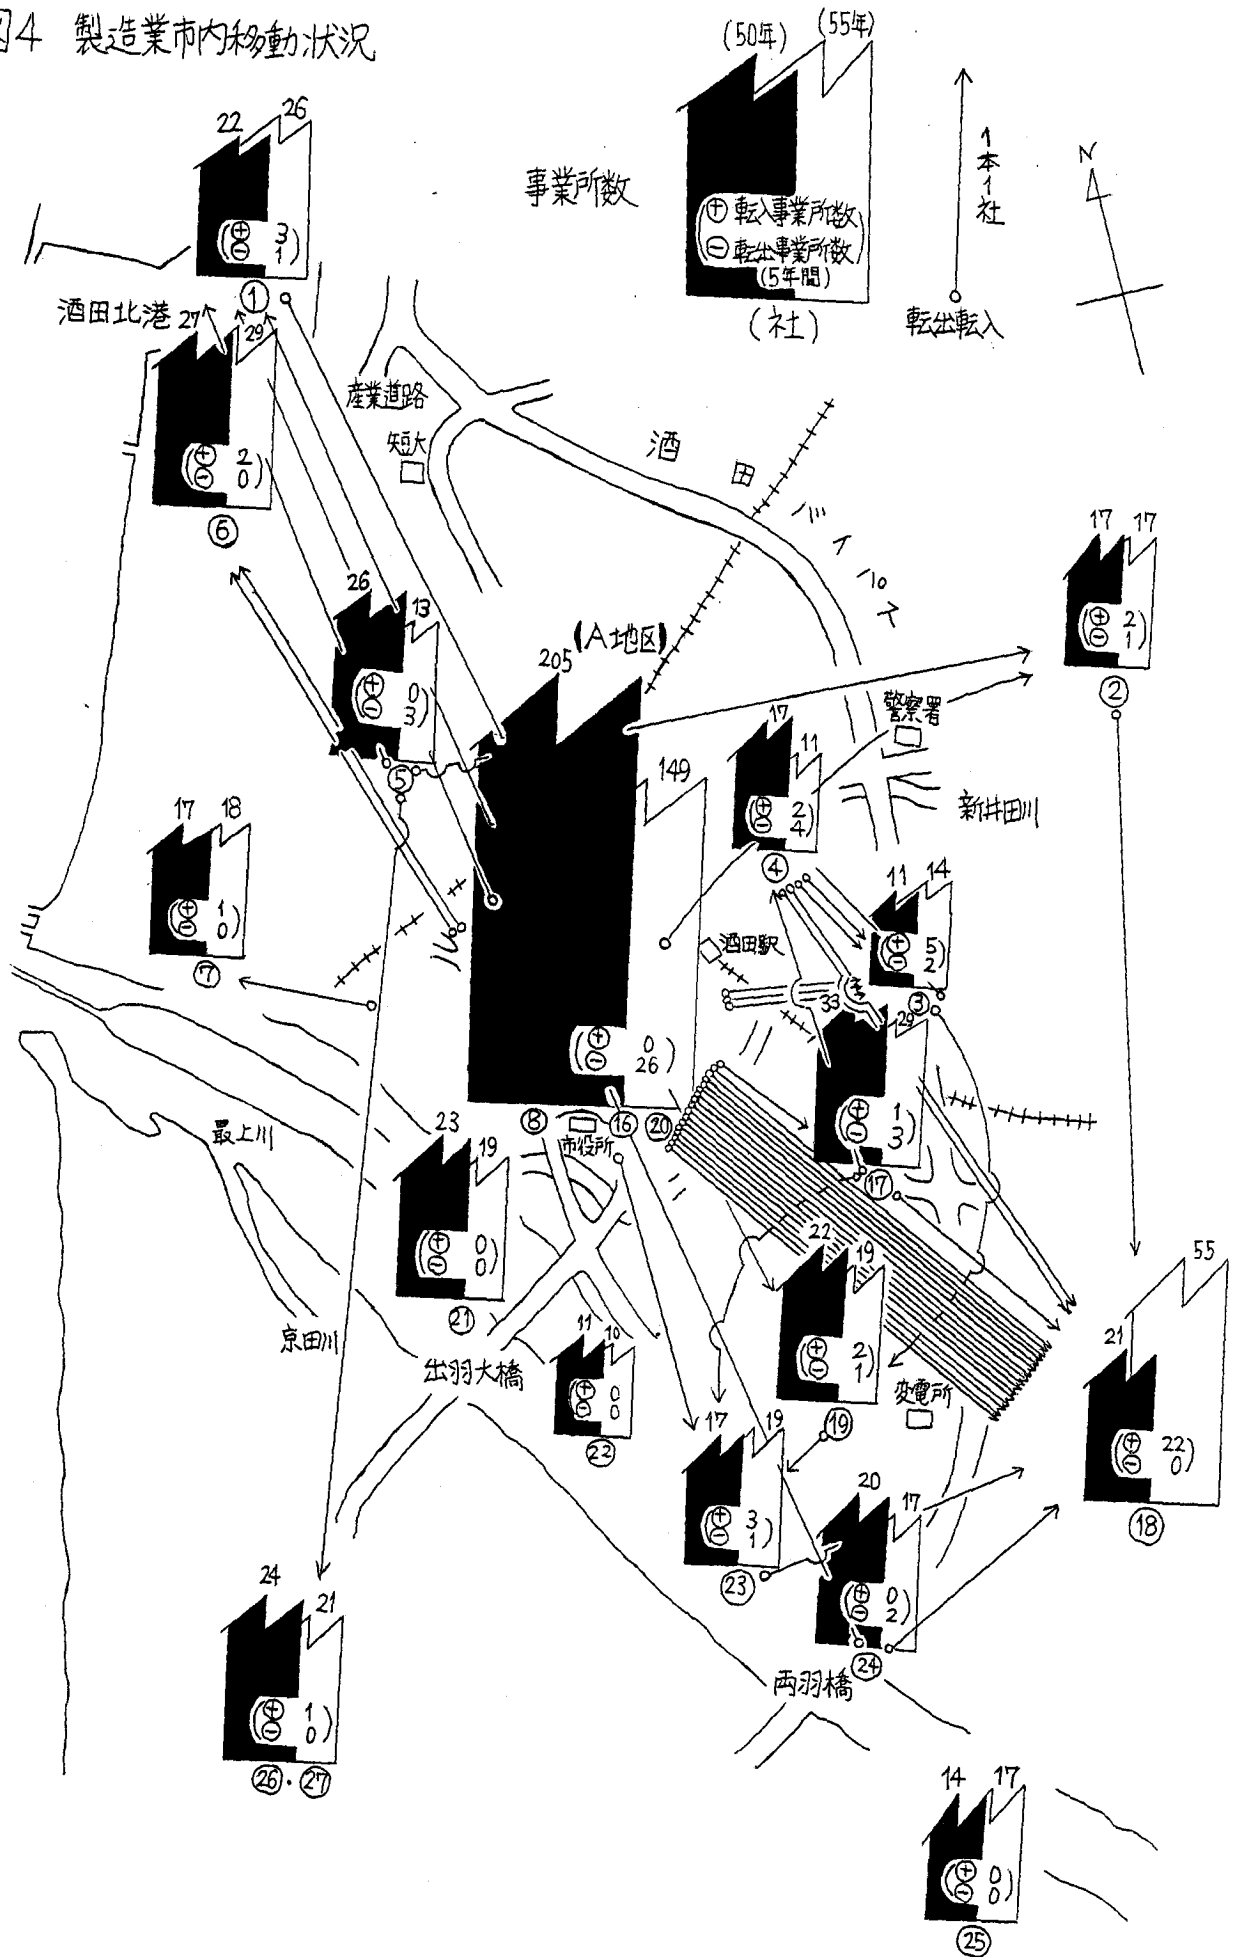 図4 製造業市内移動状況
(50年) (55年)
事業所数
⊕ 転入事業所数
⊖ 転出事業所数
(5年間)
(社)
1本1社
転出転入
N
22 26
⊕ 3
⊖ 1
①
酒田北港
27 29
⊕ 2
⊖ 0
⑥
産業道路
短大
酒田バイパス
17 17
⊕ 2
⊖ 1
②
26 13
⊕ 0
⊖ 3
⑤
(A地区)
205 149
⊕ 0
⊖ 26
⑧ ⑯ ⑳
市役所
警察署
17 11
⊕ 2
⊖ 4
④
新井田川
17 18
⊕ 1
⊖ 0
⑦
11 14
⊕ 5
⊖ 2
③
酒田駅
33 29
⊕ 1
⊖ 3
⑰
最上川
23 19
⊕ 0
⊖ 0
㉑
京田川
出羽大橋
11 10
⊕ 0
⊖ 0
㉒
22 19
⊕ 2
⊖ 1
⑲
変電所
21 55
⊕ 22
⊖ 0
⑱
17 19
⊕ 3
⊖ 1
㉓
20 17
⊕ 0
⊖ 2
㉔
両羽橋
24 21
⊕ 1
⊖ 0
㉖・㉗
14 17
⊕ 0
⊖ 0
㉕